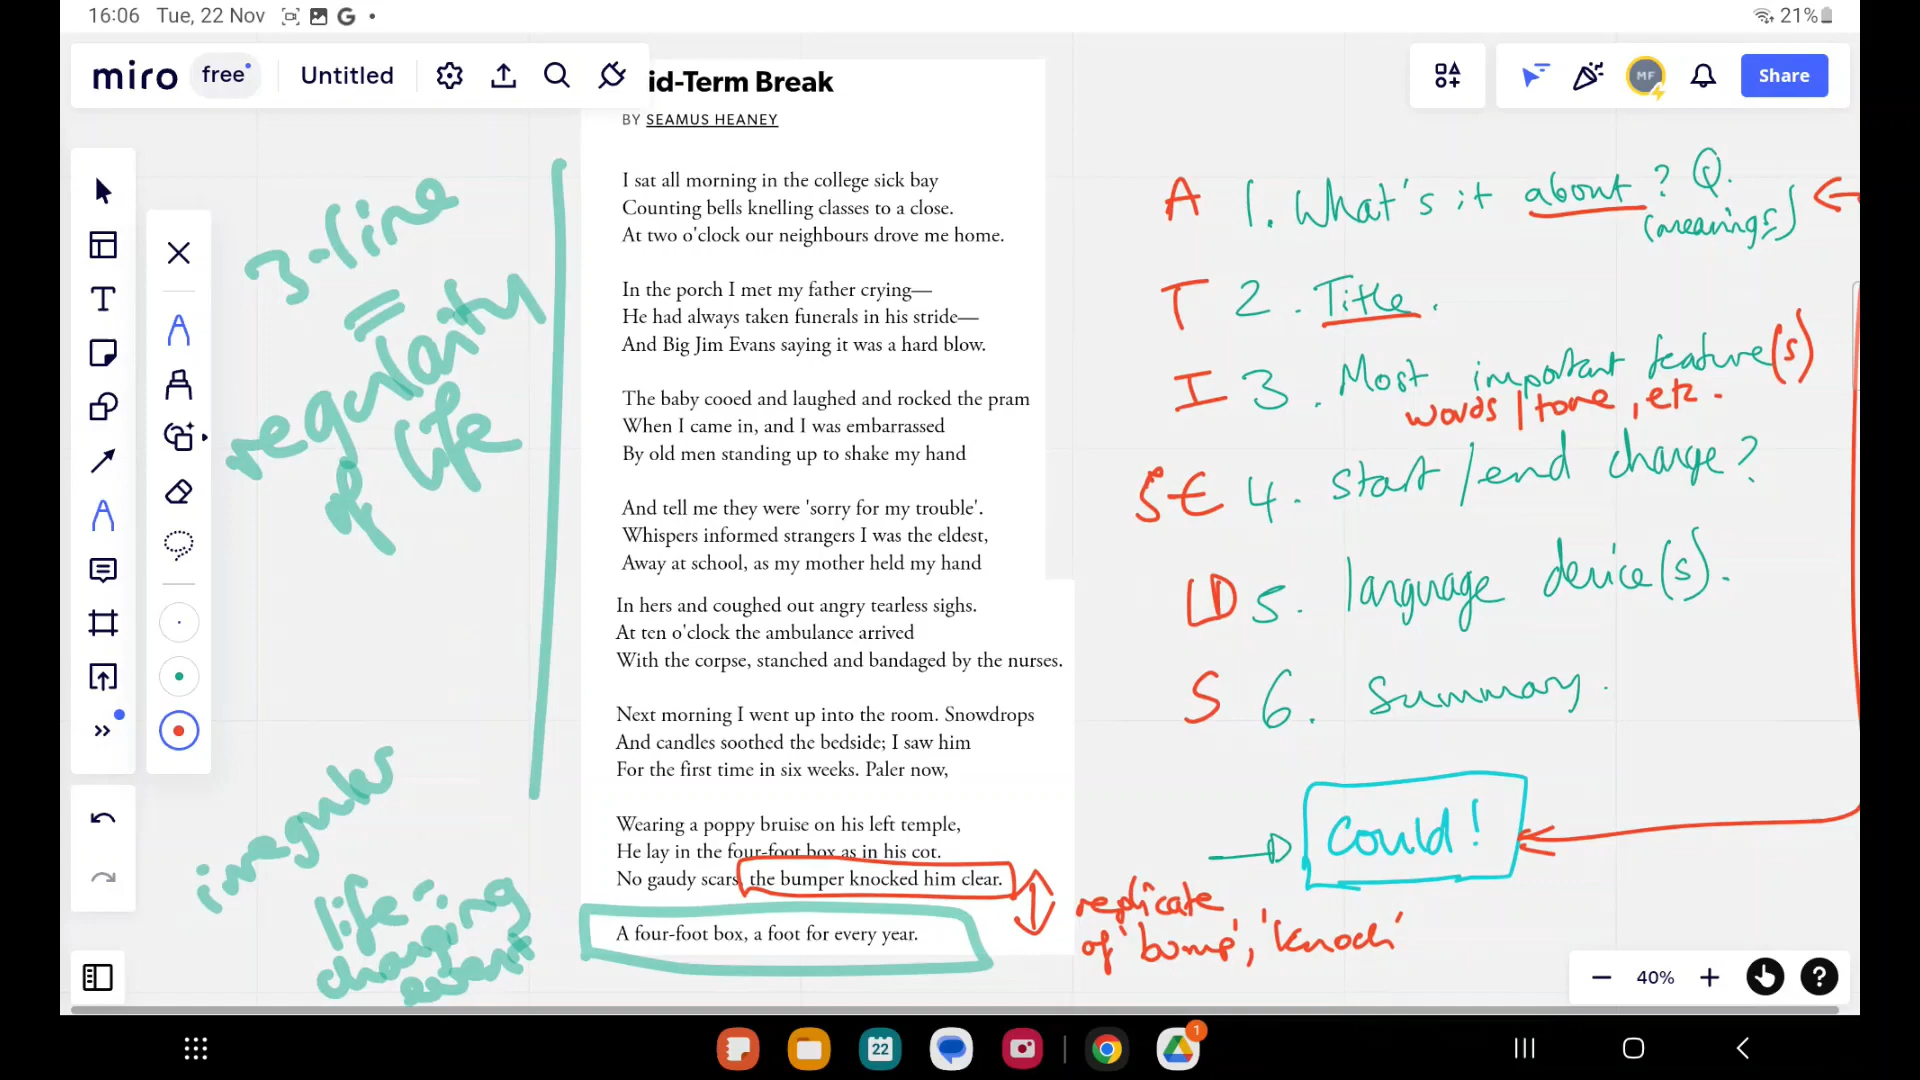 16:06 Tue, 22 Nov
21%
miro free Untitled
MF
Share
id-Term Break
BY SEAMUS HEANEY
I sat all morning in the college sick bay
Counting bells knelling classes to a close.
At two o'clock our neighbours drove me home.
In the porch I met my father crying—
He had always taken funerals in his stride—
And Big Jim Evans saying it was a hard blow.
The baby cooed and laughed and rocked the pram
When I came in, and I was embarrassed
By old men standing up to shake my hand
And tell me they were 'sorry for my trouble'.
Whispers informed strangers I was the eldest,
Away at school, as my mother held my hand
In hers and coughed out angry tearless sighs.
At ten o'clock the ambulance arrived
With the corpse, stanched and bandaged by the nurses.
Next morning I went up into the room. Snowdrops
And candles soothed the bedside; I saw him
For the first time in six weeks. Paler now,
Wearing a poppy bruise on his left temple,
He lay in the four-foot box as in his cot.
No gaudy scars, the bumper knocked him clear.
A four-foot box, a foot for every year.
3-line
=
regularity
of life
irregular
life-
changing
event
A 1. What's it about? Q.
(meanings)
T 2. Title.
I 3. Most important feature(s)
words / tone, etc.
SE 4. Start / end change?
LD 5. language device(s).
S 6. Summary.
Could!
replicate
of 'bump', 'knock'
40%
22
1